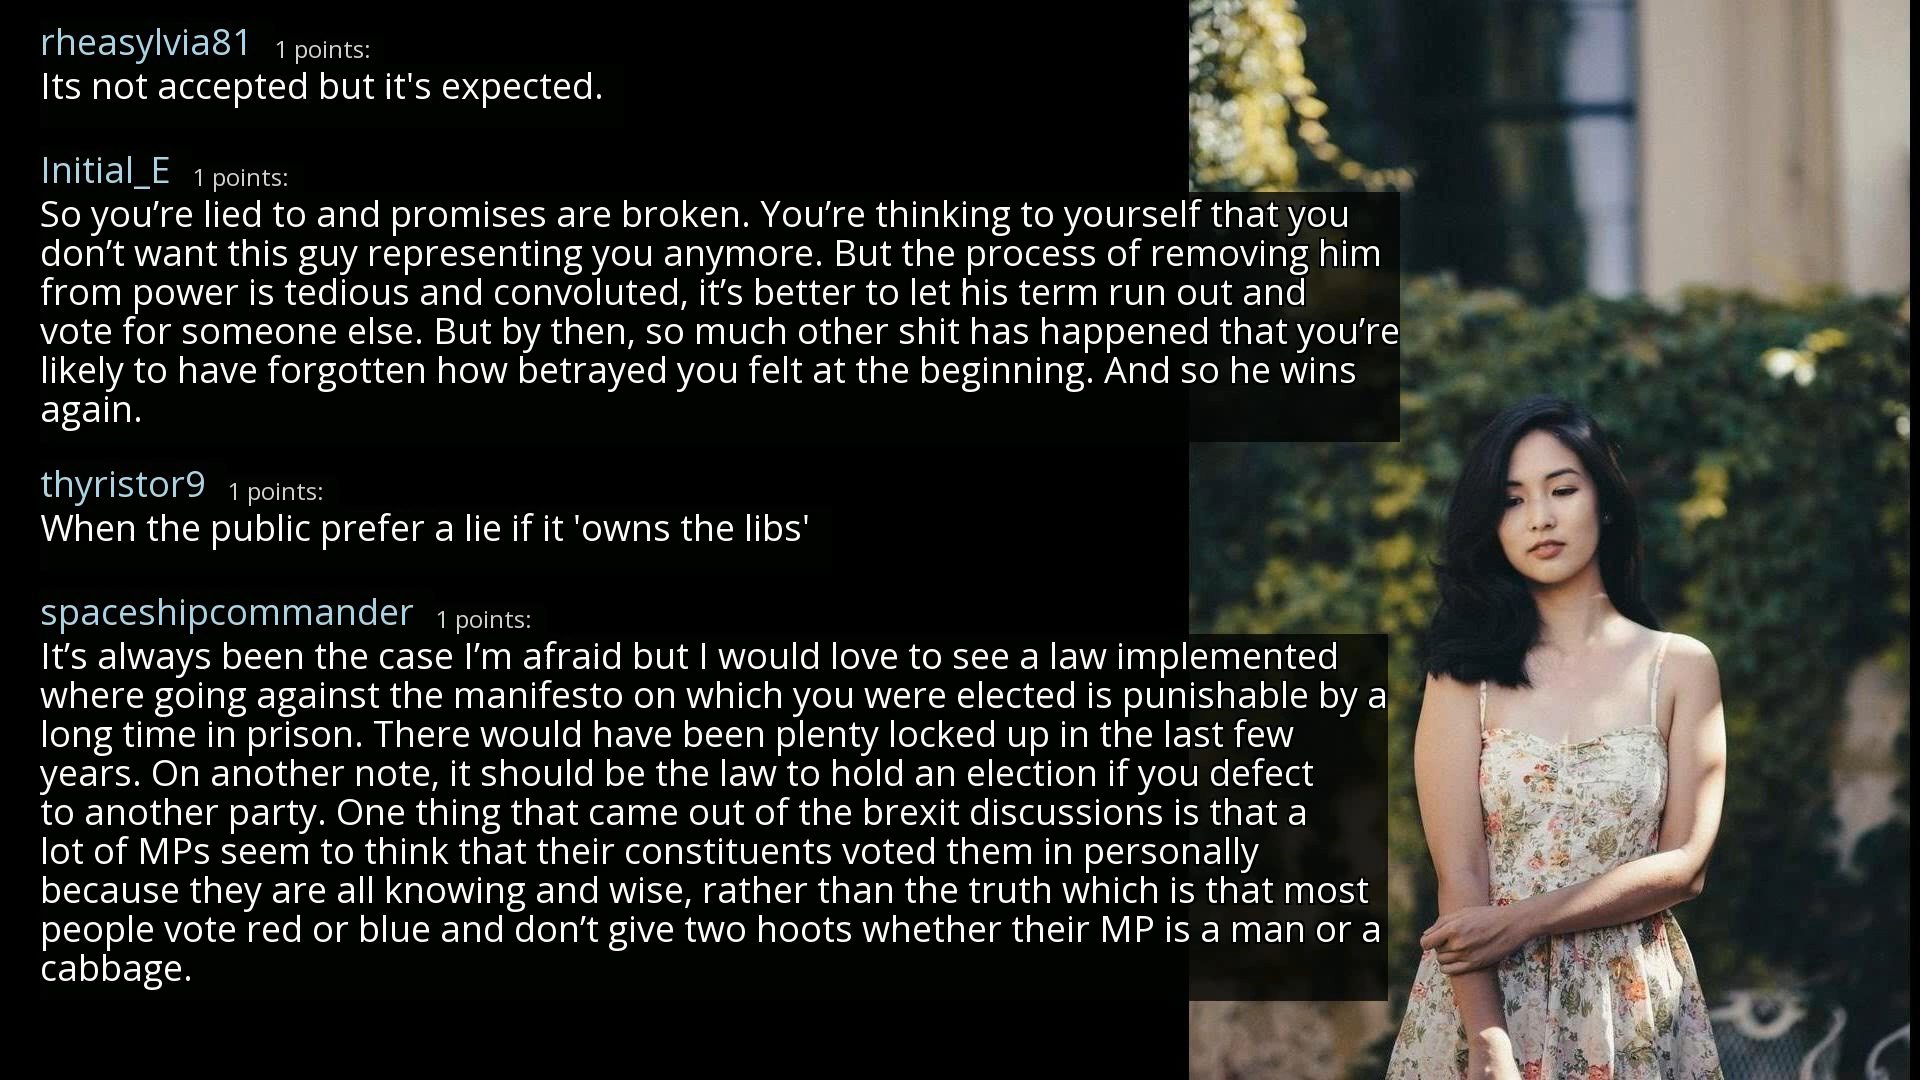 rheasylvia81 1 points:
Its not accepted but it's expected.
Initial_E 1 points:
So you’re lied to and promises are broken. You’re thinking to yourself that you
don’t want this guy representing you anymore. But the process of removing him
from power is tedious and convoluted, it’s better to let his term run out and
vote for someone else. But by then, so much other shit has happened that you’re
likely to have forgotten how betrayed you felt at the beginning. And so he wins
again.
thyristor9 1 points:
When the public prefer a lie if it 'owns the libs'
spaceshipcommander 1 points:
It’s always been the case I’m afraid but I would love to see a law implemented
where going against the manifesto on which you were elected is punishable by a
long time in prison. There would have been plenty locked up in the last few
years. On another note, it should be the law to hold an election if you defect
to another party. One thing that came out of the brexit discussions is that a
lot of MPs seem to think that their constituents voted them in personally
because they are all knowing and wise, rather than the truth which is that most
people vote red or blue and don’t give two hoots whether their MP is a man or a
cabbage.